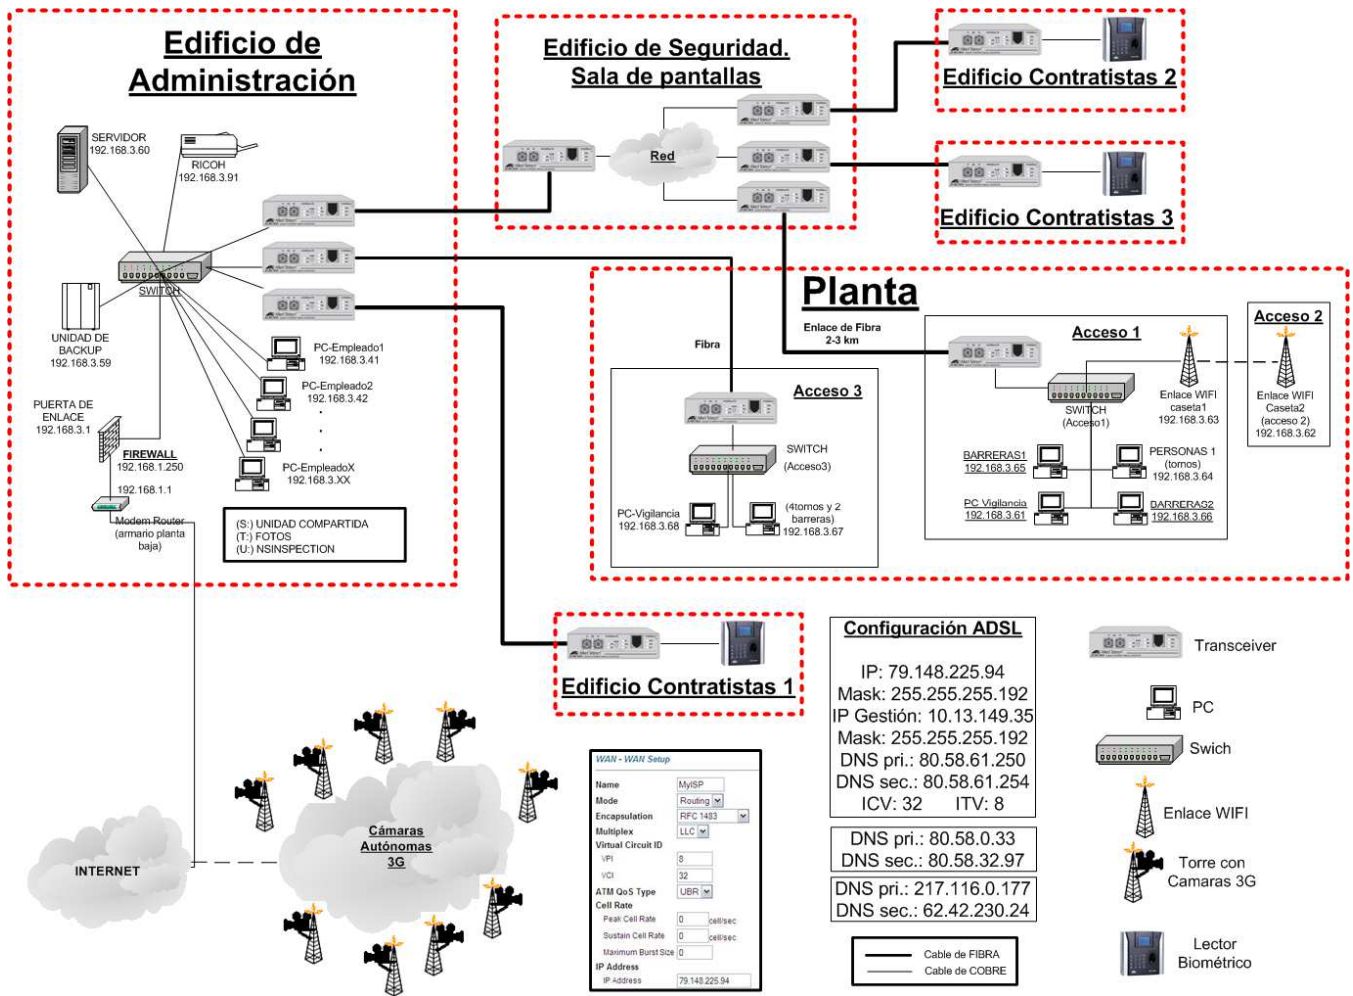 Edificio de
Administración
SERVIDOR
192.168.3.60
RICOH
192.168.3.91
SWITCH
UNIDAD DE
BACKUP
192.168.3.59
PC-Empleado1
192.168.3.41
PC-Empleado2
192.168.3.42
.
.
.
PC-EmpleadoX
192.168.3.XX
PUERTA DE
ENLACE
192.168.3.1
FIREWALL
192.168.1.250
192.168.1.1
Modem Router
(armario planta
baja)
(S:) UNIDAD COMPARTIDA
(T:) FOTOS
(U:) NSINSPECTION
Edificio de Seguridad.
Sala de pantallas
Red
Edificio Contratistas 2
Edificio Contratistas 3
Planta
Enlace de Fibra
2-3 km
Fibra
Acceso 3
SWITCH
(Acceso3)
PC-Vigilancia
192.168.3.68
(4tornos y 2
barreras)
192.168.3.67
Acceso 1
SWITCH
(Acceso1)
Enlace WIFI
caseta1
192.168.3.63
BARRERAS1
192.168.3.65
PERSONAS 1
(tornos)
192.168.3.64
PC Vigilancia
192.168.3.61
BARRERAS2
192.168.3.66
Acceso 2
Enlace WIFI
Caseta2
(acceso 2)
192.168.3.62
Edificio Contratistas 1
INTERNET
Cámaras
Autónomas
3G
WAN - WAN Setup
Name MyISP
Mode Routing
Encapsulation RFC 1483
Multiplex LLC
Virtual Circuit ID
VPI 8
VCI 32
ATM QoS Type UBR
Cell Rate
Peak Cell Rate 0 cell/sec
Sustain Cell Rate 0 cell/sec
Maximum Burst Size 0
IP Address
IP Address 79.148.225.94
Configuración ADSL
IP: 79.148.225.94
Mask: 255.255.255.192
IP Gestión: 10.13.149.35
Mask: 255.255.255.192
DNS pri.: 80.58.61.250
DNS sec.: 80.58.61.254
ICV: 32 ITV: 8
DNS pri.: 80.58.0.33
DNS sec.: 80.58.32.97
DNS pri.: 217.116.0.177
DNS sec.: 62.42.230.24
Cable de FIBRA
Cable de COBRE
Transceiver
PC
Swich
Enlace WIFI
Torre con
Camaras 3G
Lector
Biométrico